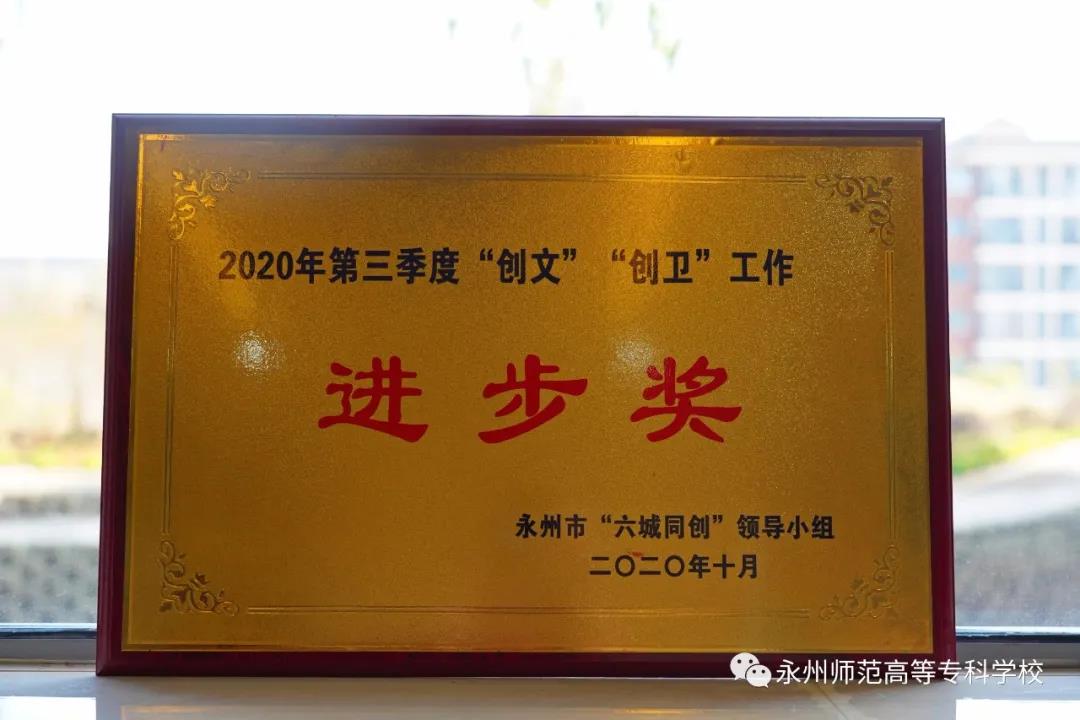 2020年第三季度“创文”“创卫”工作
进步奖
永州市“六城同创”领导小组
二〇二〇年十月
永州师范高等专科学校